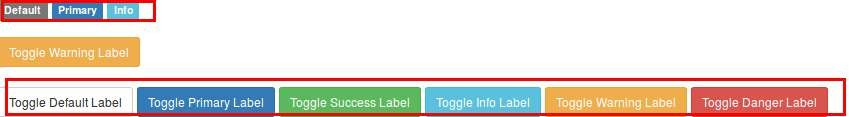 Default Primary Info
Toggle Warning Label
Toggle Default Label Toggle Primary Label Toggle Success Label Toggle Info Label Toggle Warning Label Toggle Danger Label